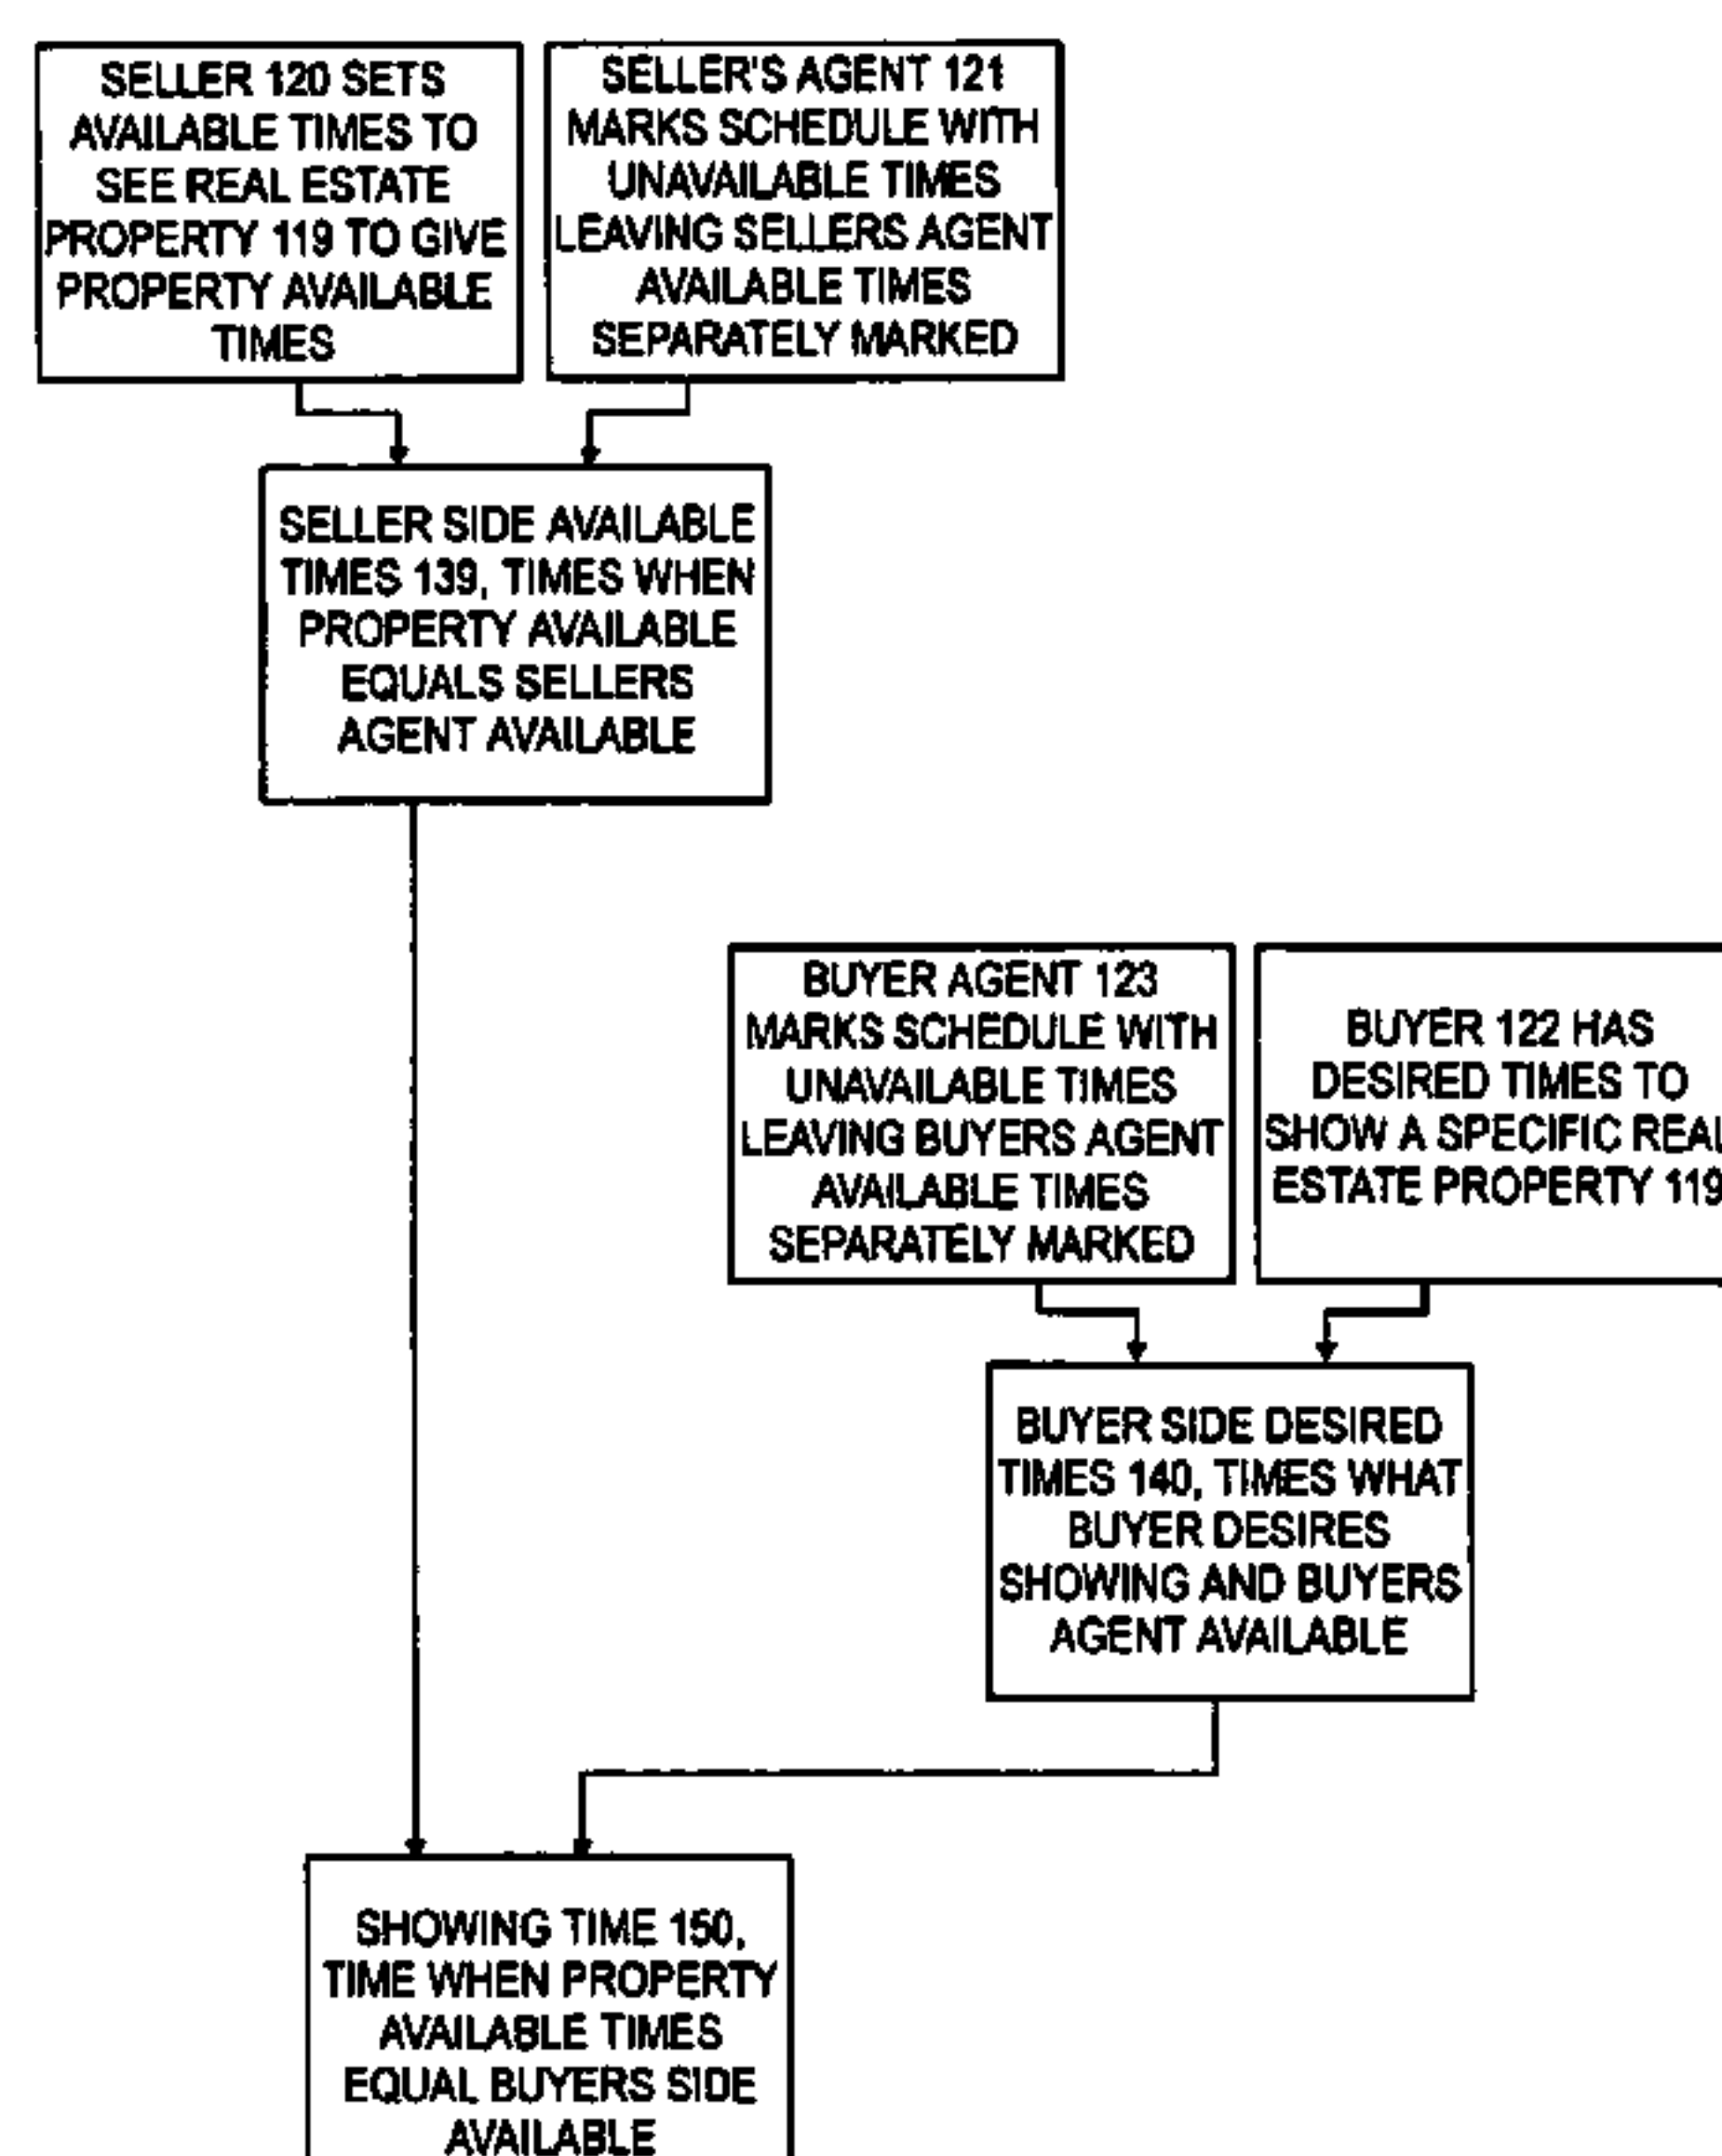 SELLER 120 SETS
AVAILABLE TIMES TO
SEE REAL ESTATE
PROPERTY 119 TO GIVE
PROPERTY AVAILABLE
TIMES
SELLER'S AGENT 121
MARKS SCHEDULE WITH
UNAVAILABLE TIMES
LEAVING SELLERS AGENT
AVAILABLE TIMES
SEPARATELY MARKED
SELLER SIDE AVAILABLE
TIMES 139, TIMES WHEN
PROPERTY AVAILABLE
EQUALS SELLERS
AGENT AVAILABLE
BUYER AGENT 123
MARKS SCHEDULE WITH
UNAVAILABLE TIMES
LEAVING BUYERS AGENT
AVAILABLE TIMES
SEPARATELY MARKED
BUYER 122 HAS
DESIRED TIMES TO
SHOW A SPECIFIC REAL
ESTATE PROPERTY 119
BUYER SIDE DESIRED
TIMES 140, TIMES WHAT
BUYER DESIRES
SHOWING AND BUYERS
AGENT AVAILABLE
SHOWING TIME 150,
TIME WHEN PROPERTY
AVAILABLE TIMES
EQUAL BUYERS SIDE
AVAILABLE